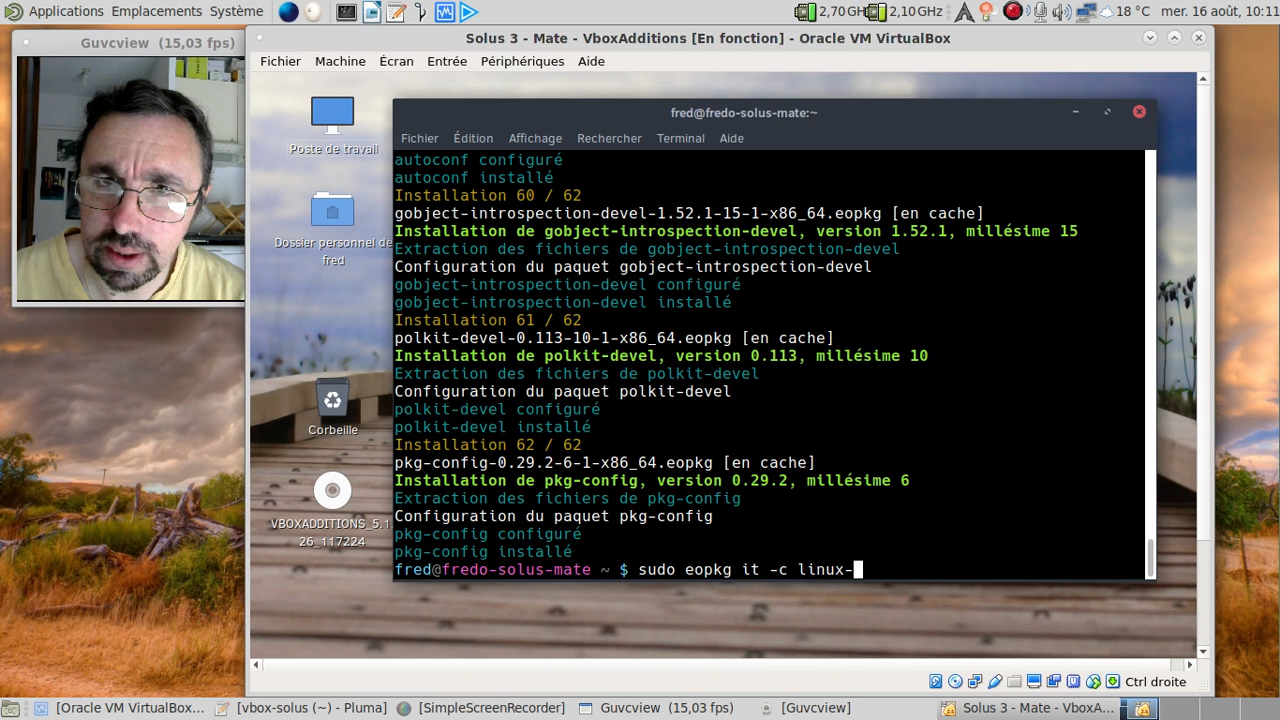 Applications Emplacements Système
2,70 GHz 2,10 GHz 18 °C mer. 16 août, 10:11
Guvcview (15,03 fps)
Solus 3 - Mate - VboxAdditions [En fonction] - Oracle VM VirtualBox
Fichier Machine Écran Entrée Périphériques Aide
Poste de travail
Dossier personnel de
fred
Corbeille
VBOXADDITIONS_5.1
26_117224
fred@fredo-solus-mate:~
Fichier Édition Affichage Rechercher Terminal Aide
autoconf configuré
autoconf installé
Installation 60 / 62
gobject-introspection-devel-1.52.1-15-1-x86_64.eopkg [en cache]
Installation de gobject-introspection-devel, version 1.52.1, millésime 15
Extraction des fichiers de gobject-introspection-devel
Configuration du paquet gobject-introspection-devel
gobject-introspection-devel configuré
gobject-introspection-devel installé
Installation 61 / 62
polkit-devel-0.113-10-1-x86_64.eopkg [en cache]
Installation de polkit-devel, version 0.113, millésime 10
Extraction des fichiers de polkit-devel
Configuration du paquet polkit-devel
polkit-devel configuré
polkit-devel installé
Installation 62 / 62
pkg-config-0.29.2-6-1-x86_64.eopkg [en cache]
Installation de pkg-config, version 0.29.2, millésime 6
Extraction des fichiers de pkg-config
Configuration du paquet pkg-config
pkg-config configuré
pkg-config installé
fred@fredo-solus-mate ~ $ sudo eopkg it -c linux-
Ctrl droite
[Oracle VM VirtualBox... [vbox-solus (~) - Pluma] [SimpleScreenRecorder] Guvcview (15,03 fps) [Guvcview] Solus 3 - Mate - VboxA...